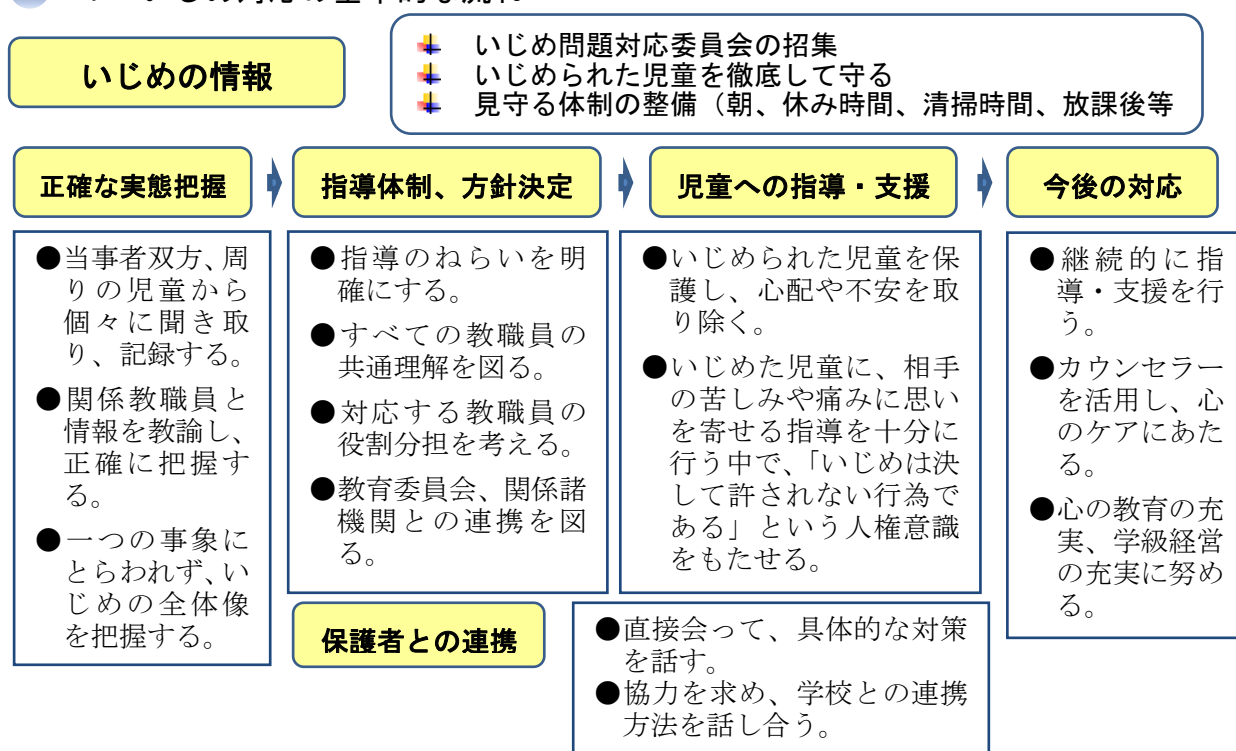 いじめの情報
いじめ問題対応委員会の招集
いじめられた児童を徹底して守る
見守る体制の整備（朝、休み時間、清掃時間、放課後等
正確な実態把握
指導体制、方針決定
児童への指導・支援
今後の対応
●当事者双方、周
りの児童から
個々に聞き取
り、記録する。
●関係教職員と
情報を教諭し、
正確に把握す
る。
●一つの事象に
とらわれず、い
じめの全体像
を把握する。
●指導のねらいを明
確にする。
●すべての教職員の
共通理解を図る。
●対応する教職員の
役割分担を考える。
●教育委員会、関係諸
機関との連携を図
る。
●いじめられた児童を保
護し、心配や不安を取
り除く。
●いじめた児童に、相手
の苦しみや痛みに思い
を寄せる指導を十分に
行う中で、「いじめは決
して許されない行為で
ある」という人権意識
をもたせる。
●継続的に指
導・支援を行
う。
●カウンセラー
を活用し、心
のケアにあた
る。
●心の教育の充
実、学級経営
の充実に努め
る。
保護者との連携
●直接会って、具体的な対策
を話す。
●協力を求め、学校との連携
方法を話し合う。